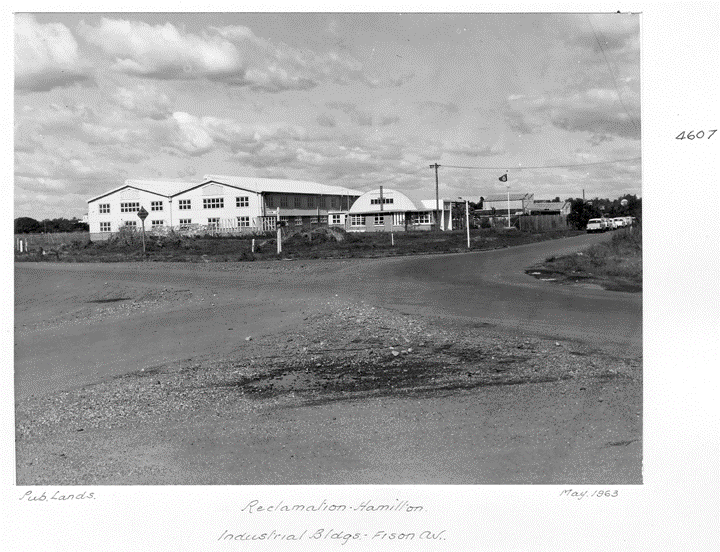 4607
Pub. Lands.
May. 1963
Reclamation - Hamilton.
Industrial Bldgs. - Fison Av..